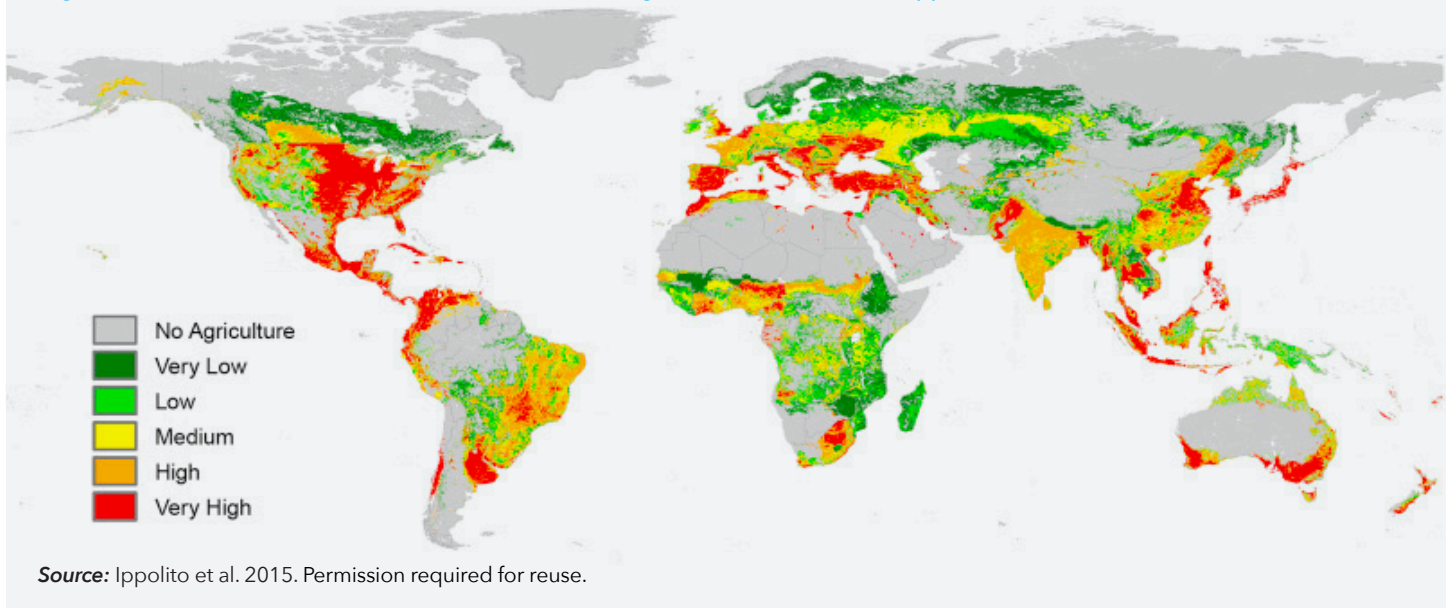 No Agriculture
Very Low
Low
Medium
High
Very High
Source: Ippolito et al. 2015. Permission required for reuse.